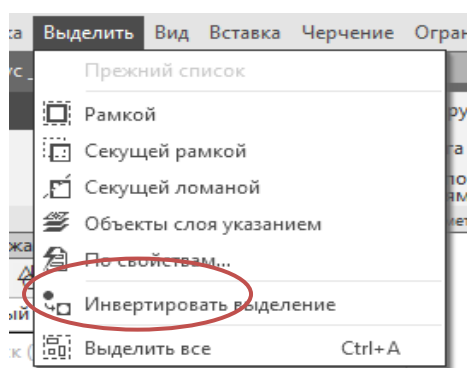 Выделить Вид Вставка Черчение
Прежний список
Рамкой
Секущей рамкой
Секущей ломаной
Объекты слоя указанием
По свойствам...
Инвертировать выделение
Выделить все Ctrl+A